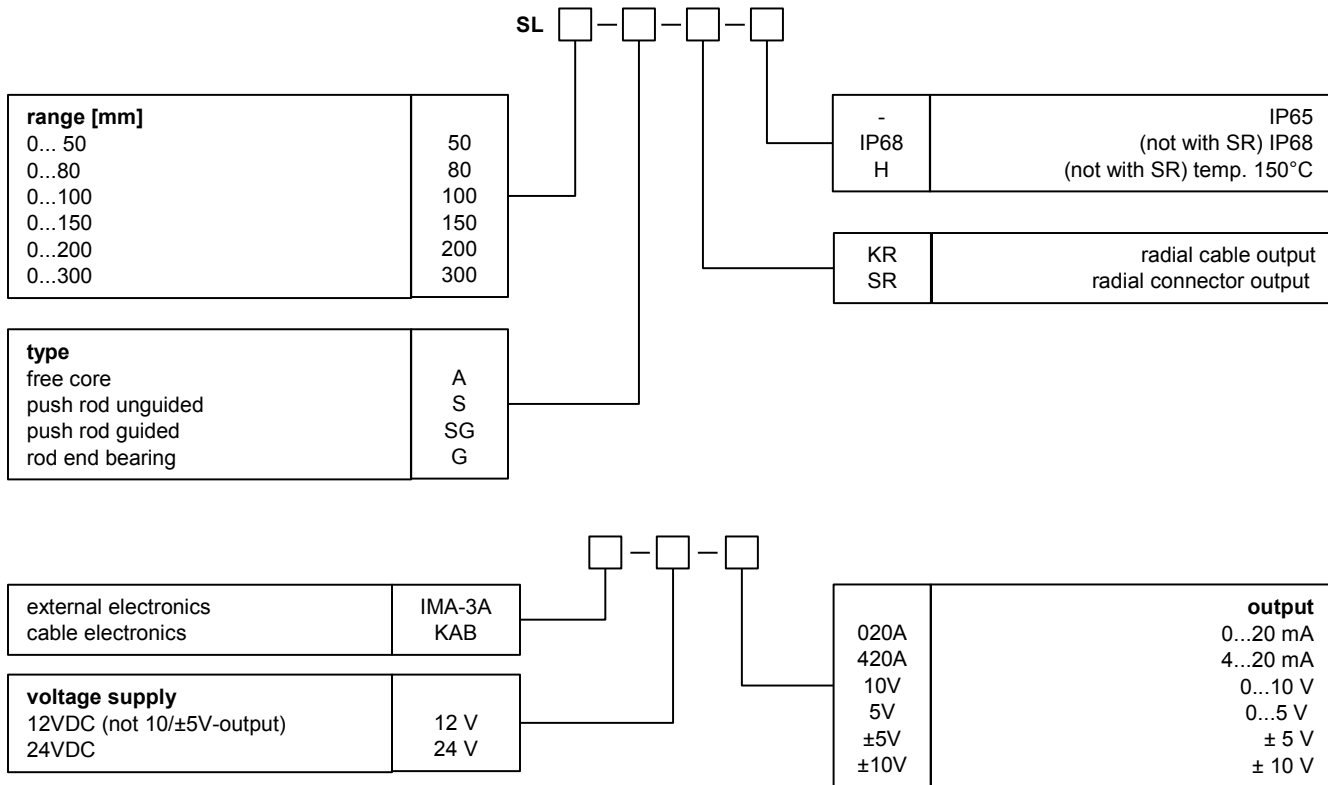 SL – – –
range [mm]
0... 50 50
0...80 80
0...100 100
0...150 150
0...200 200
0...300 300
- IP65
IP68 (not with SR) IP68
H (not with SR) temp. 150°C
KR radial cable output
SR radial connector output
type
free core A
push rod unguided S
push rod guided SG
rod end bearing G
– –
external electronics IMA-3A
cable electronics KAB
voltage supply
12VDC (not 10/±5V-output) 12 V
24VDC 24 V
output
020A 0...20 mA
420A 4...20 mA
10V 0...10 V
5V 0...5 V
±5V ± 5 V
±10V ± 10 V